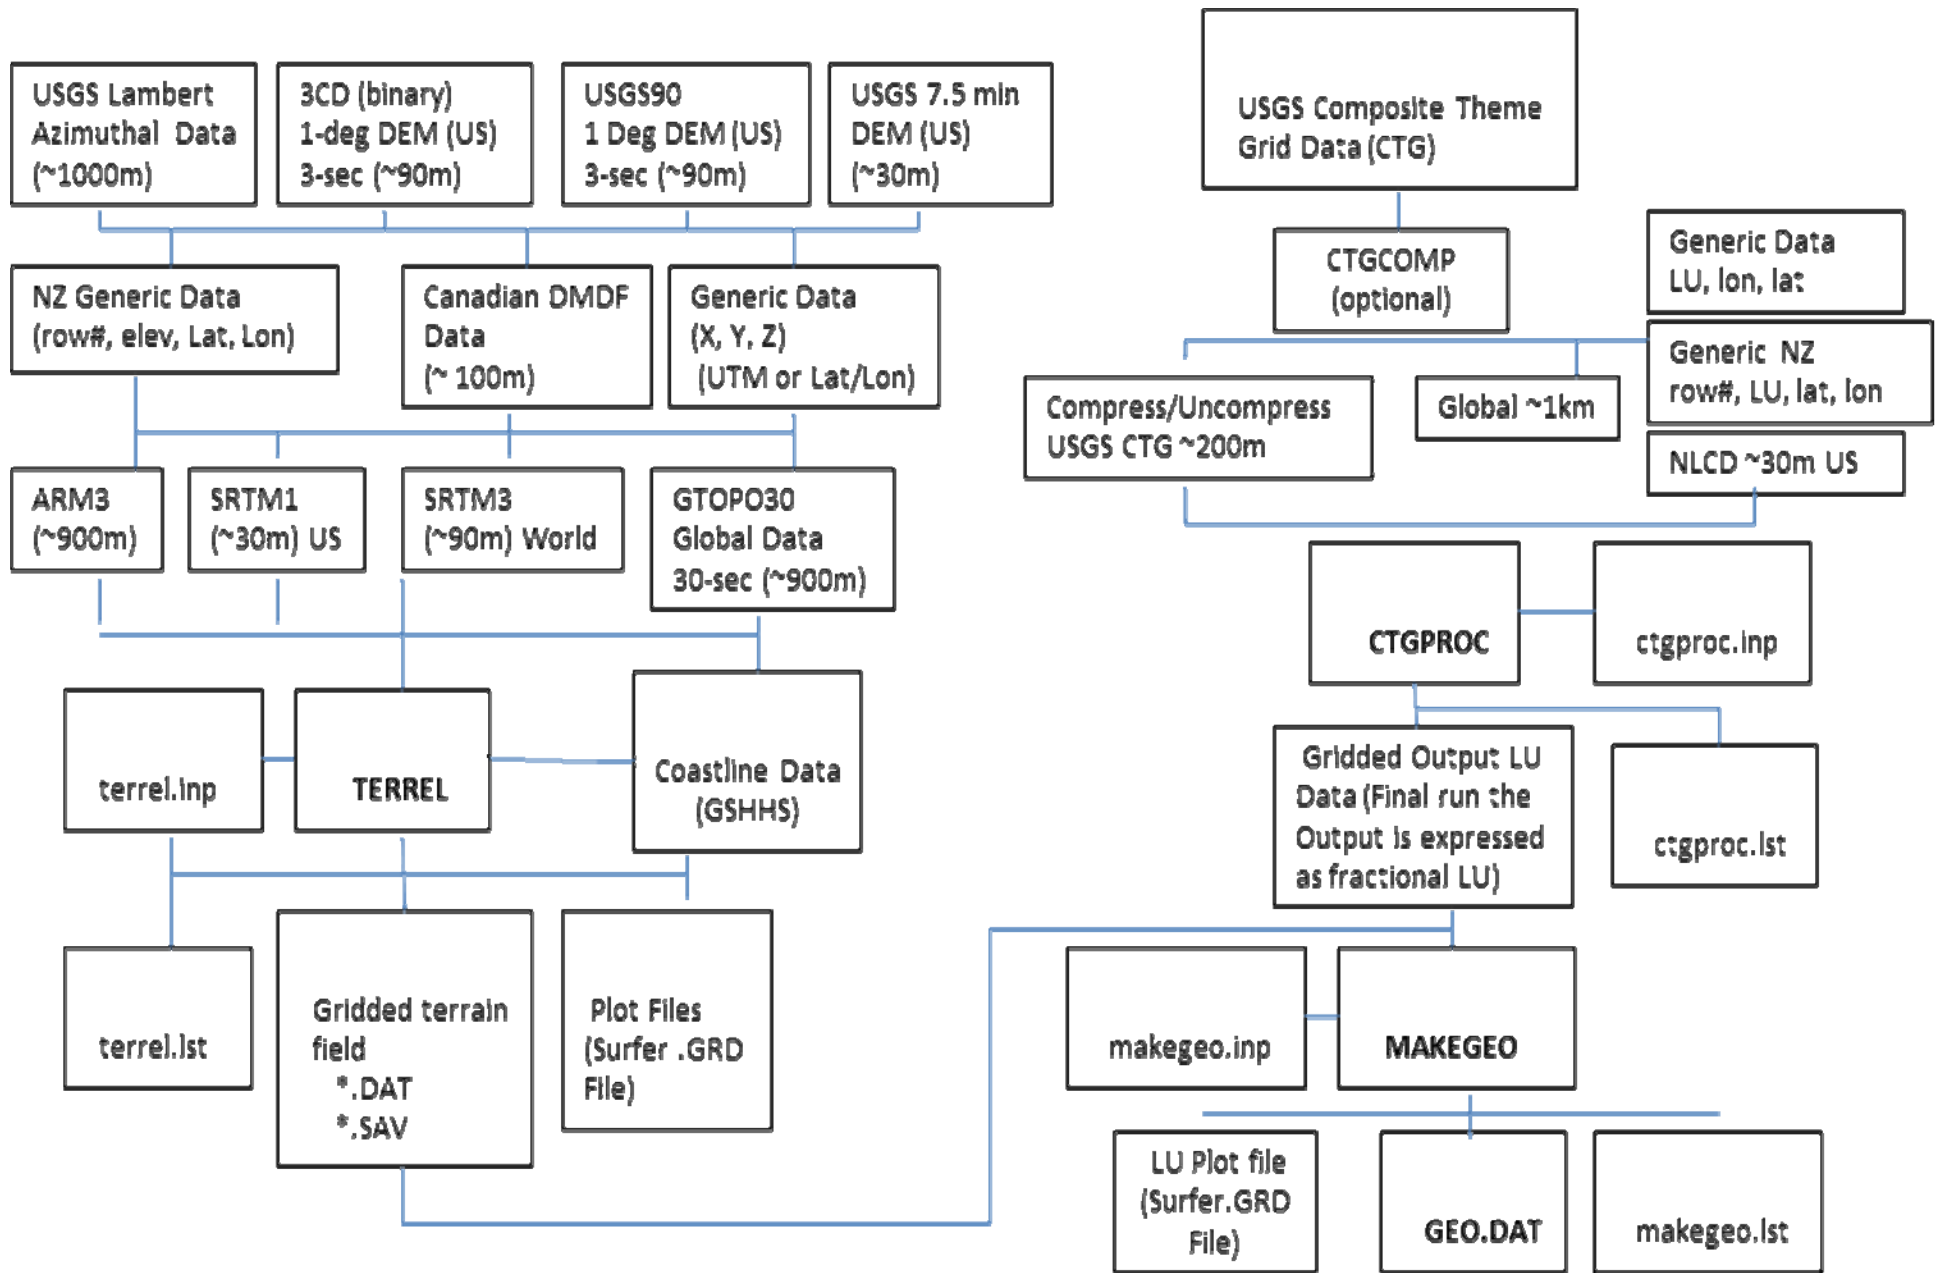 USGS Lambert
Azimuthal Data
(~1000m)
3CD (binary)
1-deg DEM (US)
3-sec (~90m)
USGS90
1 Deg DEM (US)
3-sec (~90m)
USGS 7.5 min
DEM (US)
(~30m)
NZ Generic Data
(row#, elev, Lat, Lon)
Canadian DMDF
Data
(~ 100m)
Generic Data
(X, Y, Z)
(UTM or Lat/Lon)
ARM3
(~900m)
SRTM1
(~30m) US
SRTM3
(~90m) World
GTOPO30
Global Data
30-sec (~900m)
terrel.inp
TERREL
Coastline Data
(GSHHS)
terrel.lst
Gridded terrain
field
*.DAT
*.SAV
Plot Files
(Surfer .GRD
File)
USGS Composite Theme
Grid Data (CTG)
CTGCOMP
(optional)
Generic Data
LU, lon, lat
Generic NZ
row#, LU, lat, lon
Compress/Uncompress
USGS CTG ~200m
Global ~1km
NLCD ~30m US
CTGPROC
ctgproc.inp
Gridded Output LU
Data (Final run the
Output is expressed
as fractional LU)
ctgproc.lst
makegeo.inp
MAKEGEO
LU Plot file
(Surfer.GRD
File)
GEO.DAT
makegeo.lst